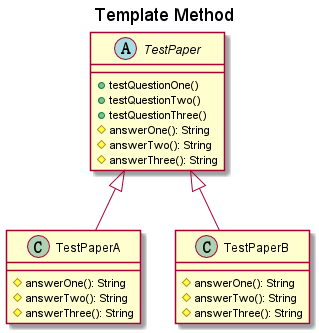 Template Method
A TestPaper
testQuestionOne()
testQuestionTwo()
testQuestionThree()
answerOne(): String
answerTwo(): String
answerThree(): String
C TestPaperA
answerOne(): String
answerTwo(): String
answerThree(): String
C TestPaperB
answerOne(): String
answerTwo(): String
answerThree(): String